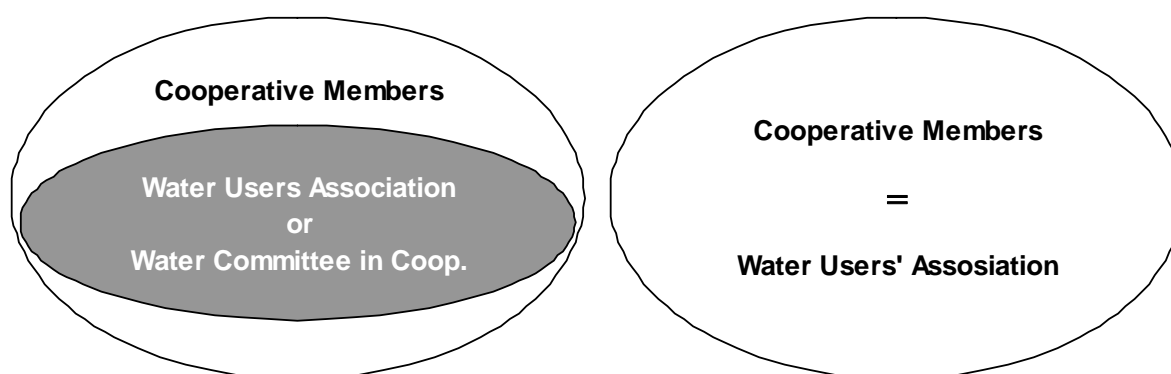 Cooperative Members
Water Users Association
or
Water Committee in Coop.
Cooperative Members
=
Water Users' Assosiation